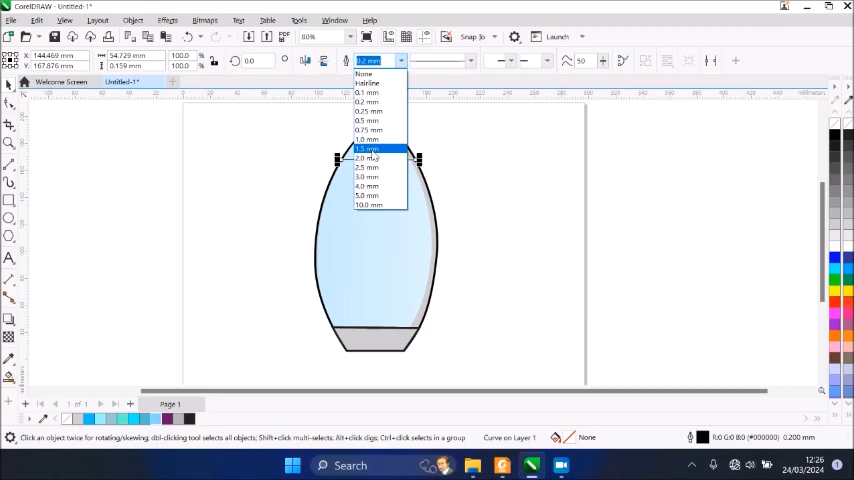 CorelDRAW - Untitled-1*
File Edit View Layout Object Effects Bitmaps Text Table Tools Window Help
PDF 80% Snap To Launch
144.469 mm 54.729 mm 100.0 %
167.876 mm 0.159 mm 100.0 %
0.0 0.2 mm 50
Welcome Screen Untitled-1*
None
Hairline
0.1 mm
0.2 mm
0.25 mm
0.5 mm
0.75 mm
1.0 mm
1.5 mm
2.0 mm
2.5 mm
3.0 mm
4.0 mm
5.0 mm
10.0 mm
millimeters
millimeters
1 of 1 Page 1
Click an object twice for rotating/skewing; dbl-clicking tool selects all objects; Shift+click multi-selects; Alt+click digs; Ctrl+click selects in a group
Curve on Layer 1 None R:0 G:0 B:0 (#000000) 0.200 mm
Search
12:26
24/03/2024